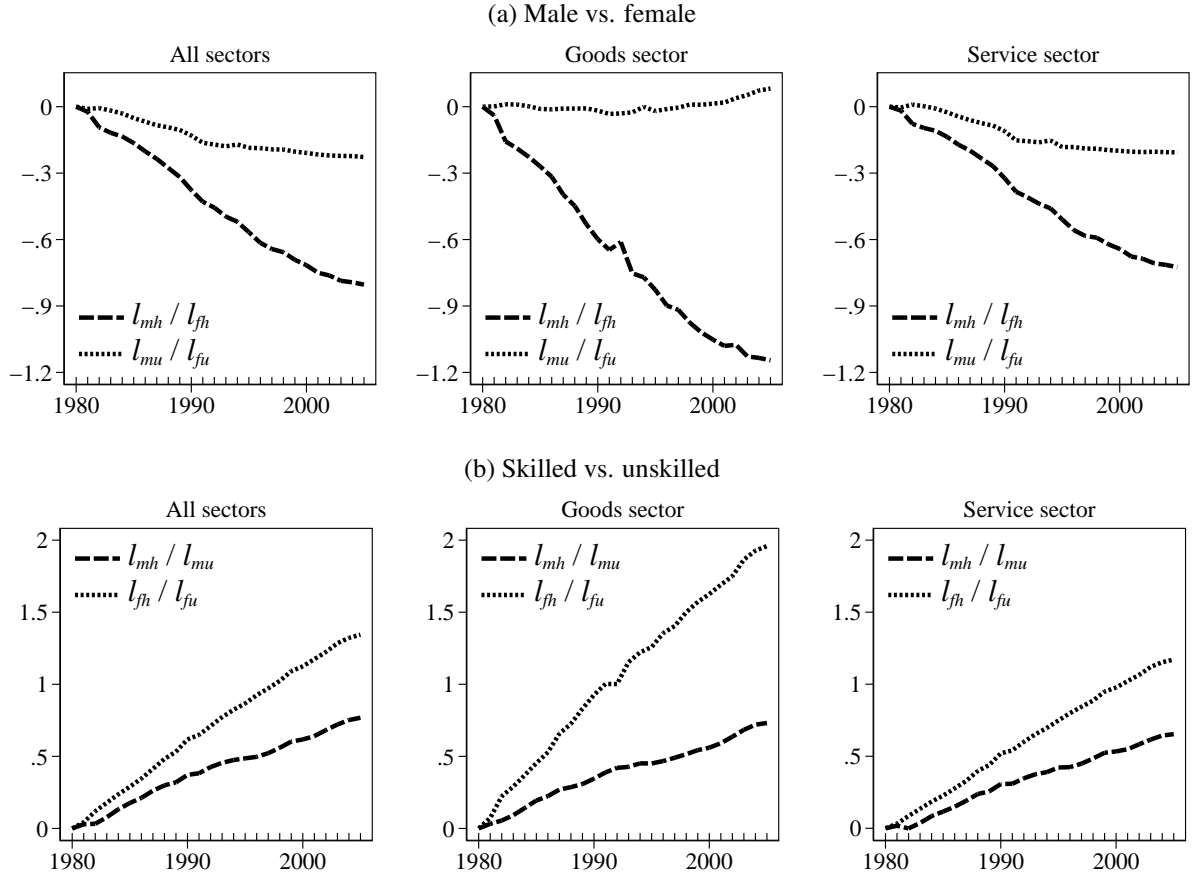 (a) Male vs. female
All sectors
0
−.3
−.6
−.9
−1.2
l_mh / l_fh
l_mu / l_fu
1980 1990 2000
Goods sector
0
−.3
−.6
−.9
−1.2
l_mh / l_fh
l_mu / l_fu
1980 1990 2000
Service sector
0
−.3
−.6
−.9
−1.2
l_mh / l_fh
l_mu / l_fu
1980 1990 2000
(b) Skilled vs. unskilled
All sectors
2
1.5
1
.5
0
l_mh / l_mu
l_fh / l_fu
1980 1990 2000
Goods sector
2
1.5
1
.5
0
l_mh / l_mu
l_fh / l_fu
1980 1990 2000
Service sector
2
1.5
1
.5
0
l_mh / l_mu
l_fh / l_fu
1980 1990 2000